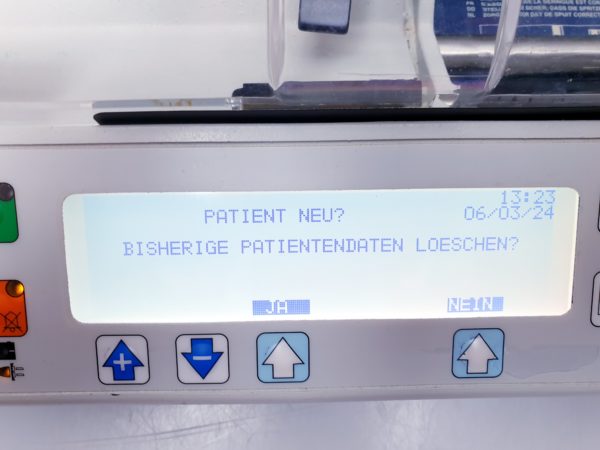 13:23
PATIENT NEU? 06/03/24
BISHERIGE PATIENTENDATEN LOESCHEN?
JA NEIN